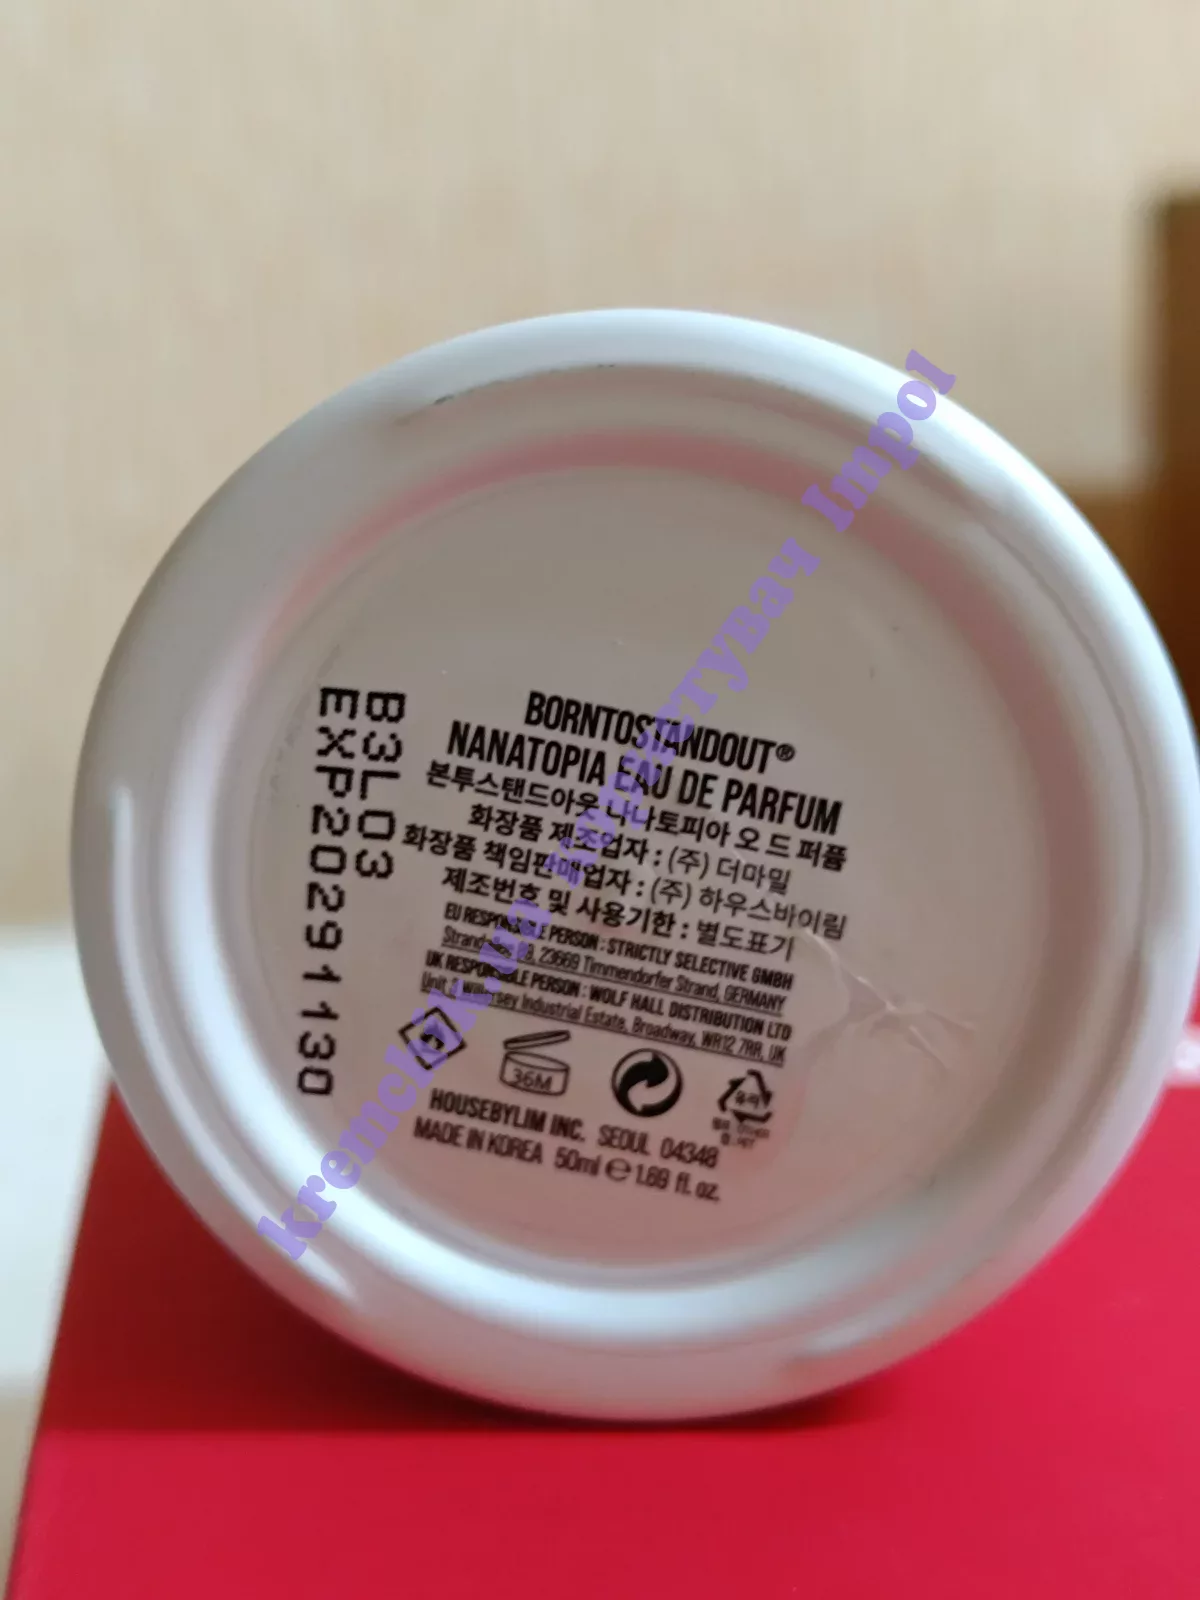 BORNTOSTANDOUT®
NANATOPIA EAU DE PARFUM
본투스탠드아웃 나나토피아 오 드 퍼퓸
화장품 제조업자 : (주) 더마밀
화장품 책임판매업자 : (주) 하우스바이림
제조번호 및 사용기한 : 별도표기
EU RESPONSIBLE PERSON : STRICTLY SELECTIVE GMBH
23669 Timmendorfer Strand, GERMANY
UK RESPONSIBLE PERSON : WOLF HALL DISTRIBUTION LTD
Industrial Estate, Broadway, WR12 7RR, UK
36M
HOUSEBYLIM INC. SEOUL 04348
MADE IN KOREA 50ml ℮ 1.69 fl. oz.
B3L03
EXP20291130